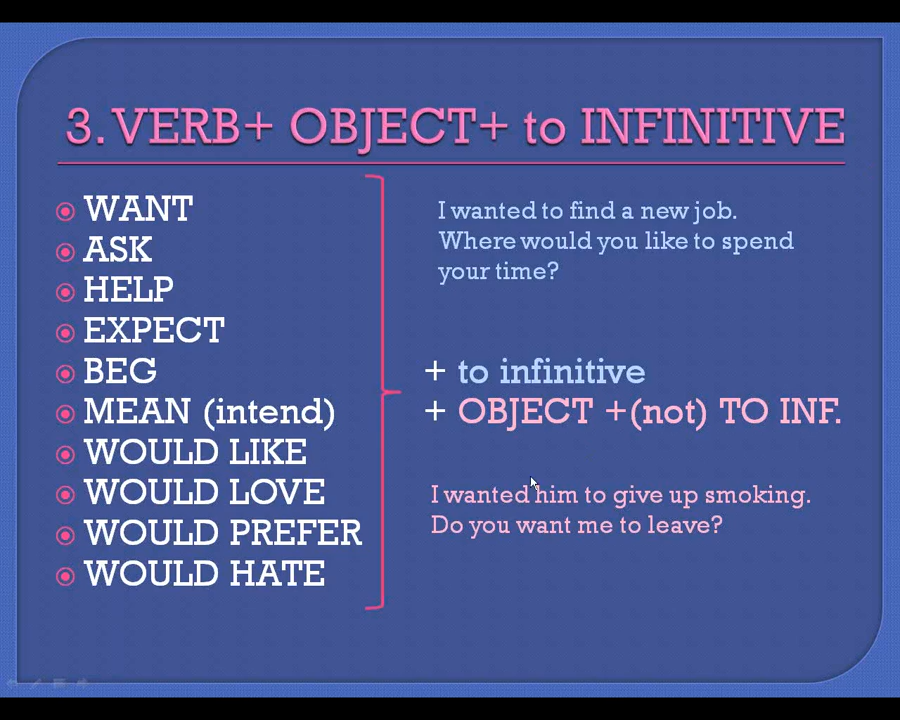 3. VERB+ OBJECT+ to INFINITIVE
WANT
ASK
HELP
EXPECT
BEG
MEAN (intend)
WOULD LIKE
WOULD LOVE
WOULD PREFER
WOULD HATE
I wanted to find a new job.
Where would you like to spend
your time?
+ to infinitive
+ OBJECT +(not) TO INF.
I wanted him to give up smoking.
Do you want me to leave?